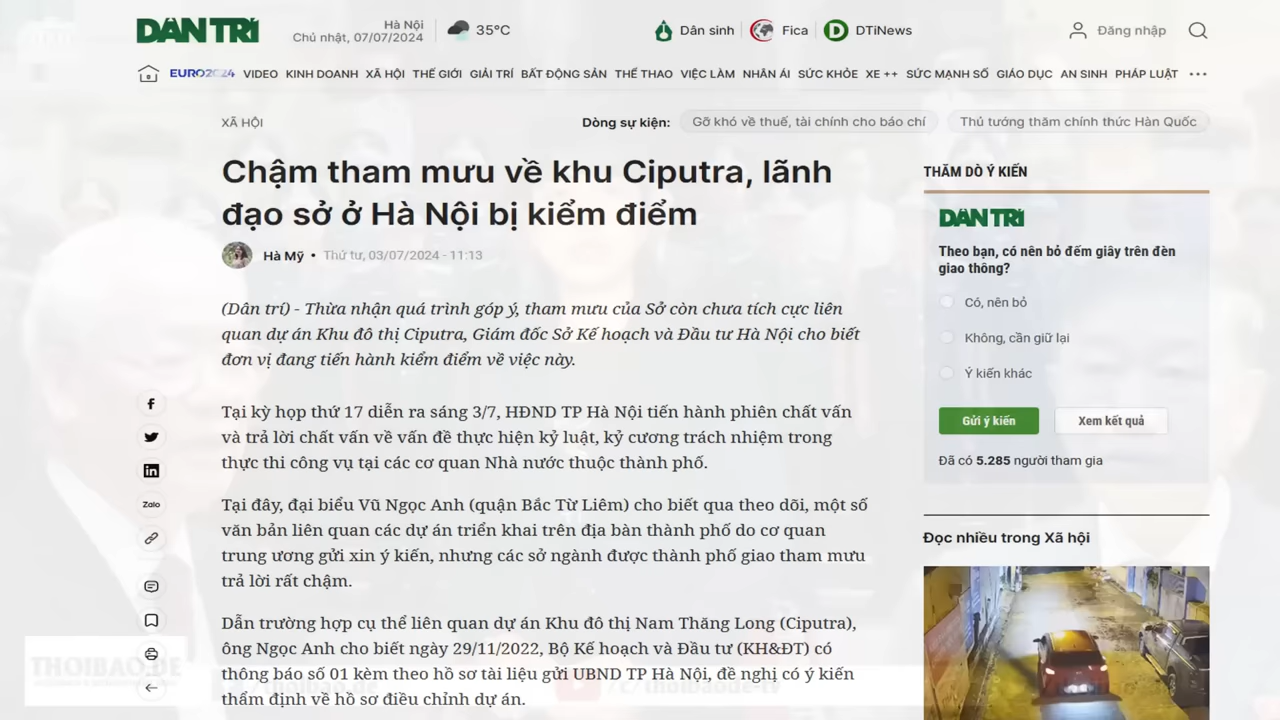 DÂN TRÍ
Hà Nội
Chủ nhật, 07/07/2024
35°C
Dân sinh
Fica
DTiNews
Đăng nhập
EURO2024 VIDEO KINH DOANH XÃ HỘI THẾ GIỚI GIẢI TRÍ BẤT ĐỘNG SẢN THỂ THAO VIỆC LÀM NHÂN ÁI SỨC KHỎE XE ++ SỨC MẠNH SỐ GIÁO DỤC AN SINH PHÁP LUẬT
XÃ HỘI
Dòng sự kiện: Gỡ khó về thuế, tài chính cho báo chí Thủ tướng thăm chính thức Hàn Quốc
Chậm tham mưu về khu Ciputra, lãnh
đạo sở ở Hà Nội bị kiểm điểm
Hà Mỹ • Thứ tư, 03/07/2024 - 11:13
(Dân trí) - Thừa nhận quá trình góp ý, tham mưu của Sở còn chưa tích cực liên
quan dự án Khu đô thị Ciputra, Giám đốc Sở Kế hoạch và Đầu tư Hà Nội cho biết
đơn vị đang tiến hành kiểm điểm về việc này.
Tại kỳ họp thứ 17 diễn ra sáng 3/7, HĐND TP Hà Nội tiến hành phiên chất vấn
và trả lời chất vấn về vấn đề thực hiện kỷ luật, kỷ cương trách nhiệm trong
thực thi công vụ tại các cơ quan Nhà nước thuộc thành phố.
Tại đây, đại biểu Vũ Ngọc Anh (quận Bắc Từ Liêm) cho biết qua theo dõi, một số
văn bản liên quan các dự án triển khai trên địa bàn thành phố do cơ quan
trung ương gửi xin ý kiến, nhưng các sở ngành được thành phố giao tham mưu
trả lời rất chậm.
Dẫn trường hợp cụ thể liên quan dự án Khu đô thị Nam Thăng Long (Ciputra),
ông Ngọc Anh cho biết ngày 29/11/2022, Bộ Kế hoạch và Đầu tư (KH&ĐT) có
thông báo số 01 kèm theo hồ sơ tài liệu gửi UBND TP Hà Nội, đề nghị có ý kiến
thẩm định về hồ sơ điều chỉnh dự án.
Zalo
THĂM DÒ Ý KIẾN
DÂN TRÍ
Theo bạn, có nên bỏ đếm giây trên đèn
giao thông?
Có, nên bỏ
Không, cần giữ lại
Ý kiến khác
Gửi ý kiến
Xem kết quả
Đã có 5.285 người tham gia
Đọc nhiều trong Xã hội
THOIBAO.DE
/thoibao.de
/c/thoibaode-tv